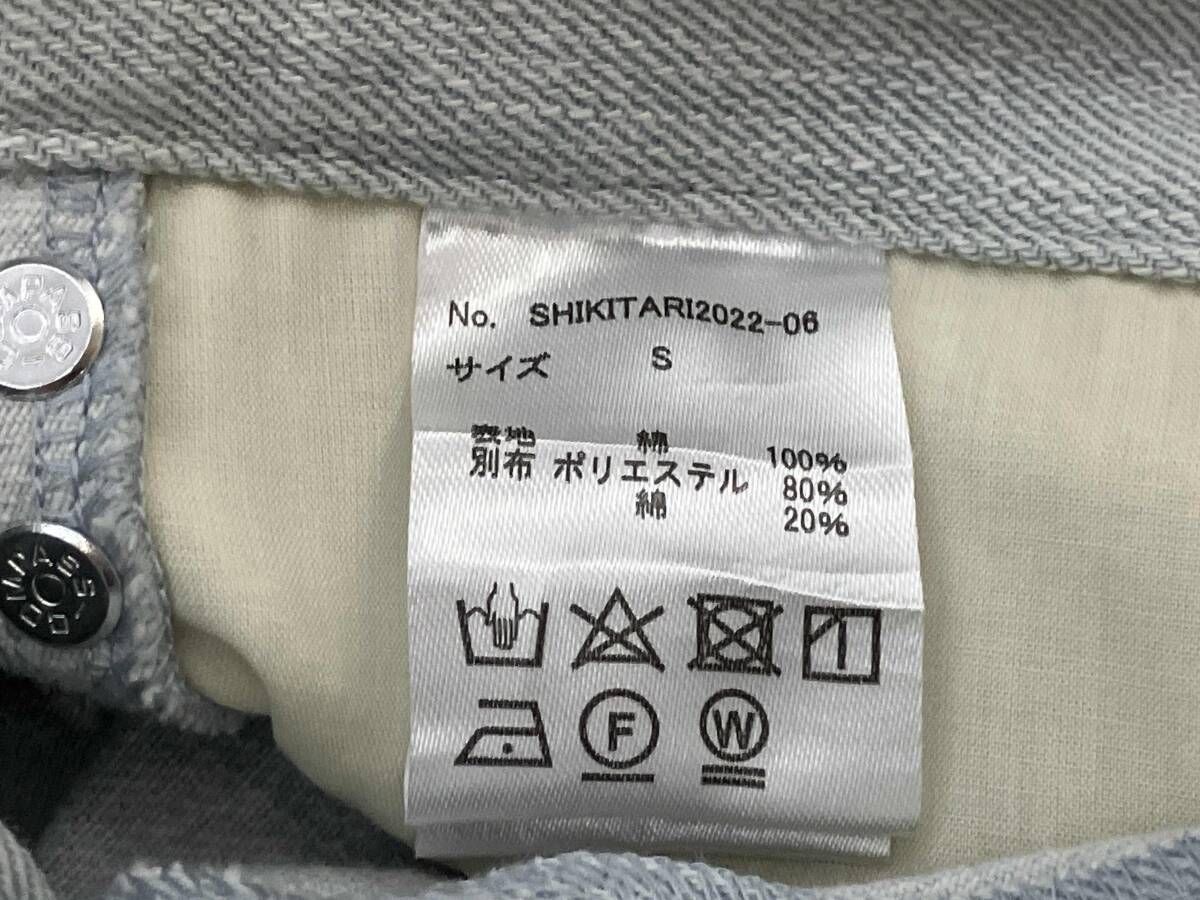 No. SHIKITARI2022-06
サイズ S
表地 綿 100%
別布 ポリエステル 80%
綿 20%
F W